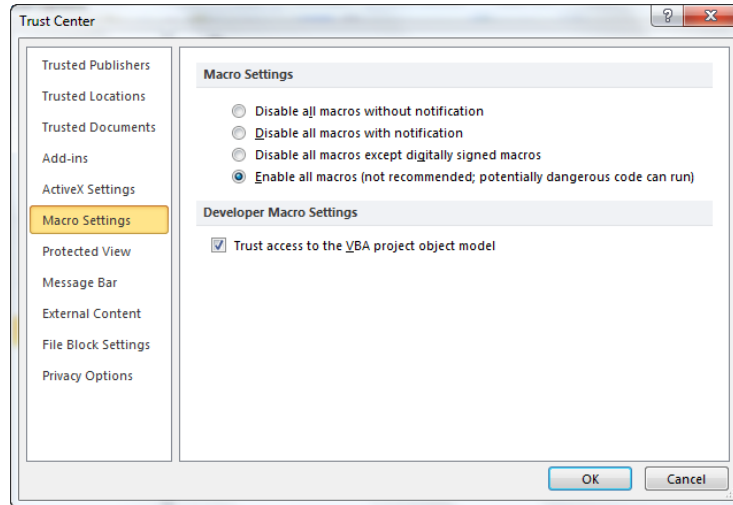 Trust Center
Trusted Publishers
Trusted Locations
Trusted Documents
Add-ins
ActiveX Settings
Macro Settings
Protected View
Message Bar
External Content
File Block Settings
Privacy Options
Macro Settings
Disable all macros without notification
Disable all macros with notification
Disable all macros except digitally signed macros
Enable all macros (not recommended; potentially dangerous code can run)
Developer Macro Settings
Trust access to the VBA project object model
OK
Cancel